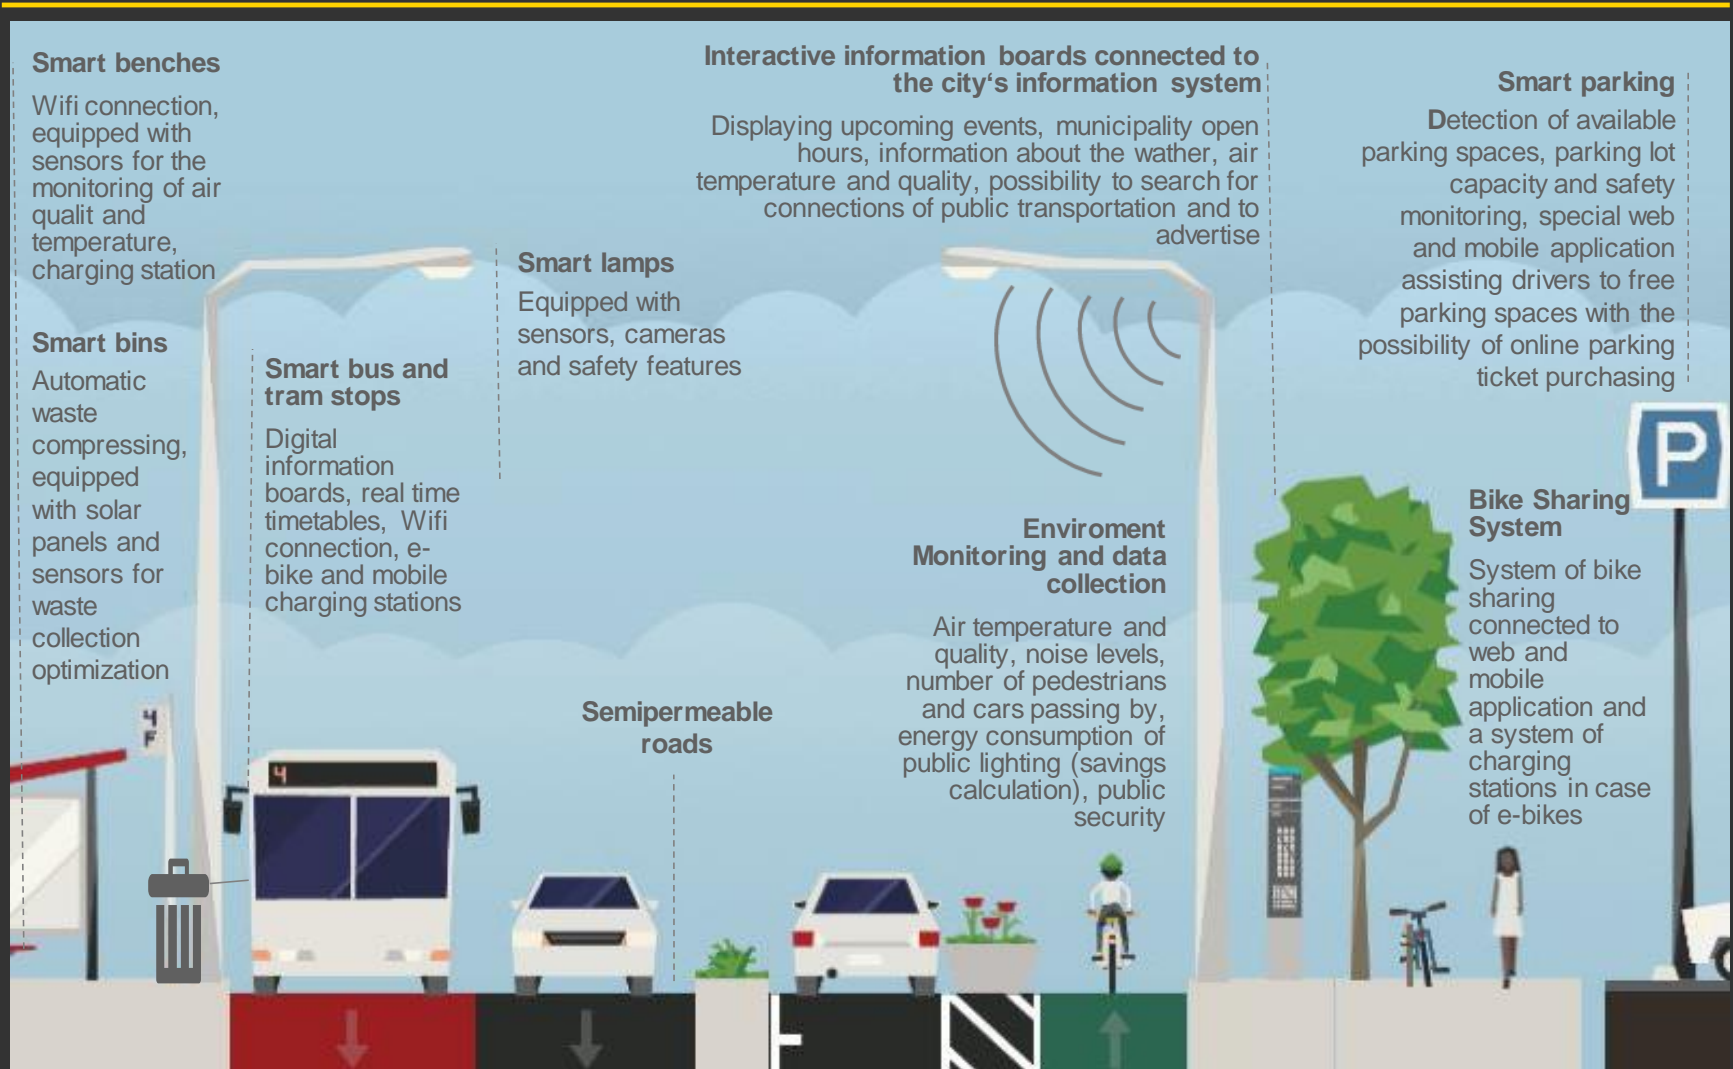 Smart benches
Wifi connection,
equipped with
sensors for the
monitoring of air
qualit and
temperature,
charging station
Smart bins
Automatic
waste
compressing,
equipped
with solar
panels and
sensors for
waste
collection
optimization
Smart bus and
tram stops
Digital
information
boards, real time
timetables, Wifi
connection, e-
bike and mobile
charging stations
Smart lamps
Equipped with
sensors, cameras
and safety features
Semipermeable
roads
Interactive information boards connected to
the city‘s information system
Displaying upcoming events, municipality open
hours, information about the wather, air
temperature and quality, possibility to search for
connections of public transportation and to
advertise
Enviroment
Monitoring and data
collection
Air temperature and
quality, noise levels,
number of pedestrians
and cars passing by,
energy consumption of
public lighting (savings
calculation), public
security
Smart parking
Detection of available
parking spaces, parking lot
capacity and safety
monitoring, special web
and mobile application
assisting drivers to free
parking spaces with the
possibility of online parking
ticket purchasing
P
Bike Sharing
System
System of bike
sharing
connected to
web and
mobile
application and
a system of
charging
stations in case
of e-bikes
4
F
4